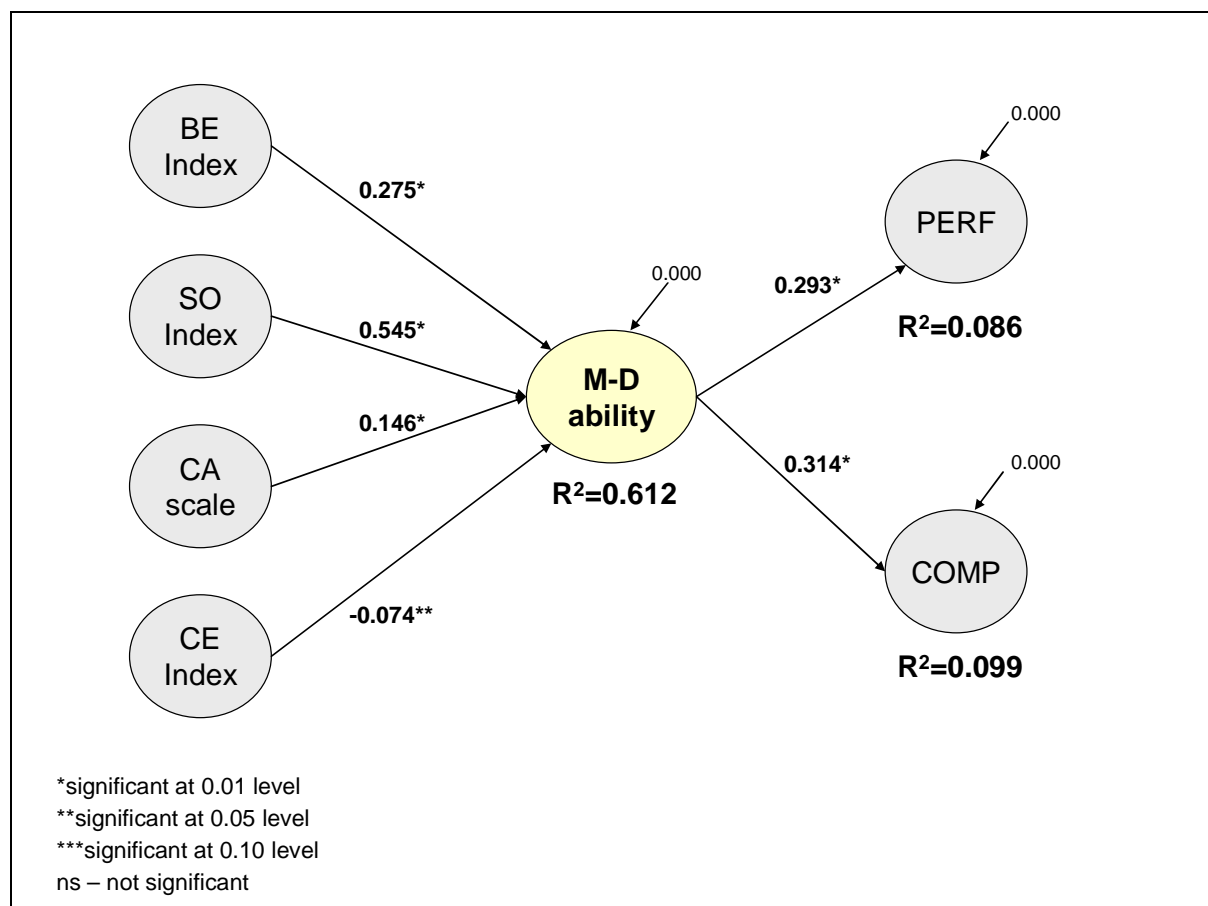 BE
Index
0.275*
SO
Index
0.545*
CA
scale
0.146*
CE
Index
-0.074**
0.000
M-D
ability
R²=0.612
0.293*
0.314*
0.000
PERF
R²=0.086
0.000
COMP
R²=0.099
*significant at 0.01 level
**significant at 0.05 level
***significant at 0.10 level
ns – not significant